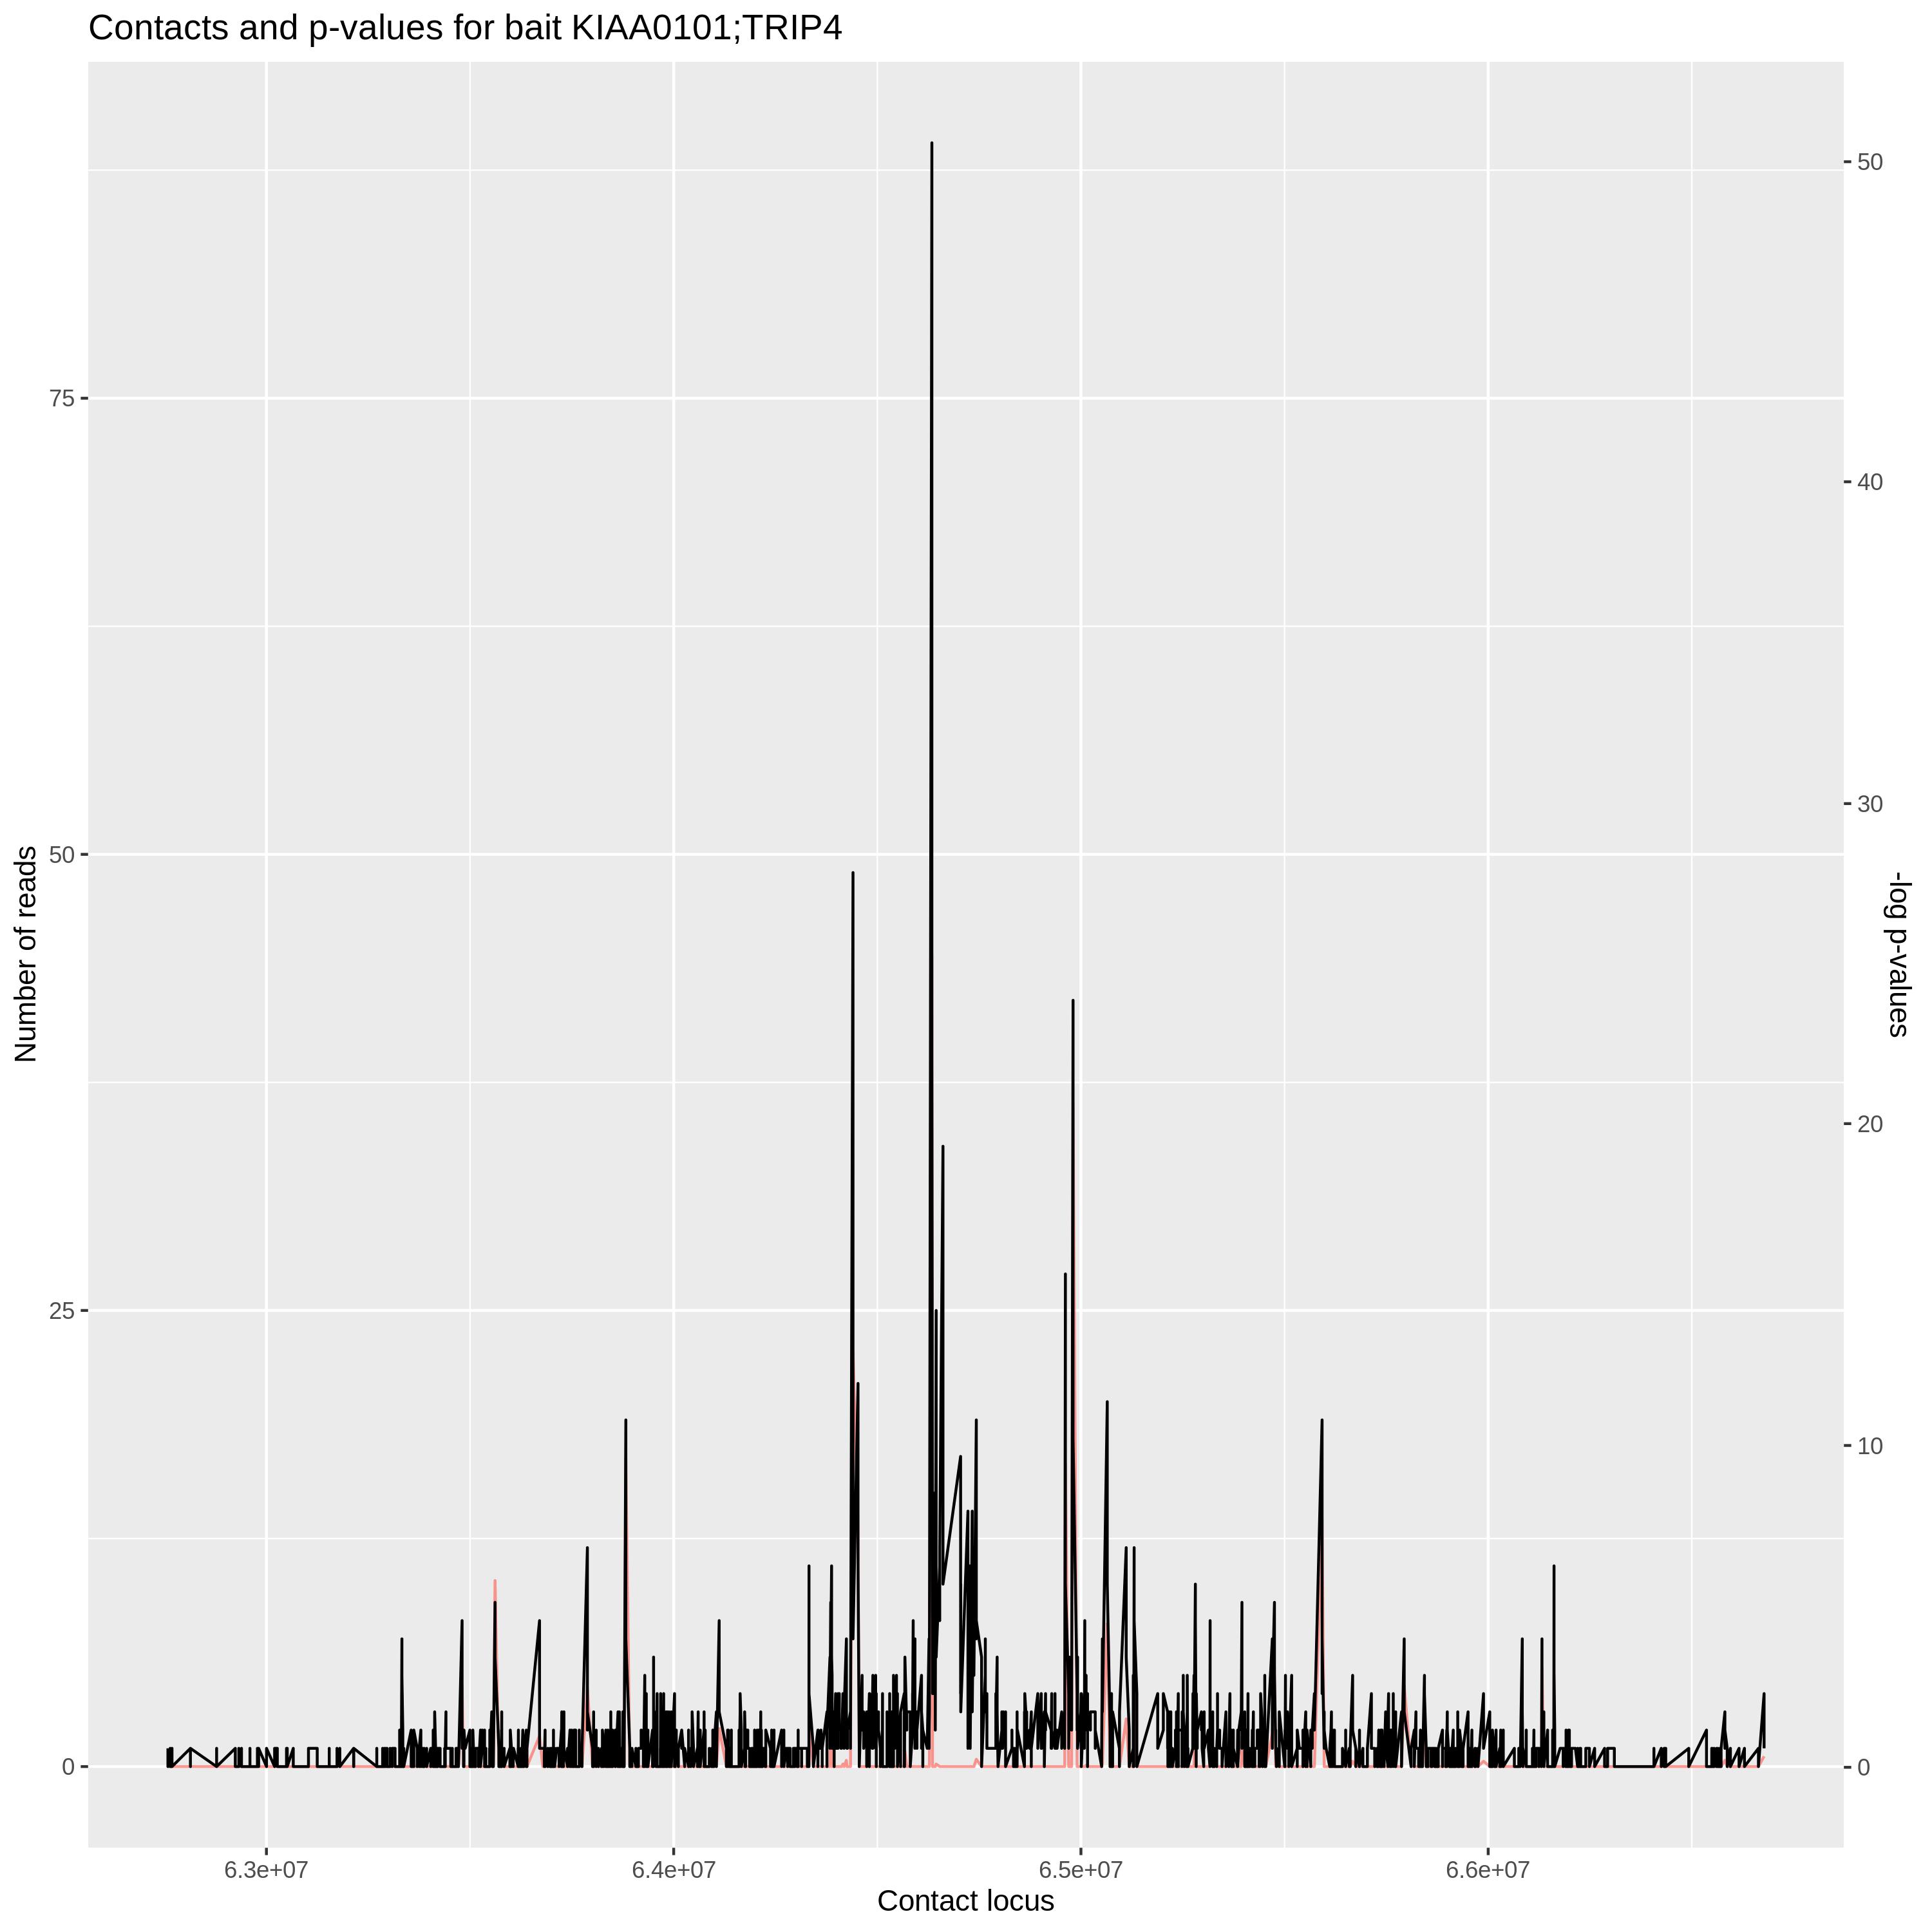 Contacts and p-values for bait KIAA0101;TRIP4
Number of reads
75
50
25
0
50
40
30
20
10
0
-log p-values
6.3e+07 6.4e+07 6.5e+07 6.6e+07
Contact locus